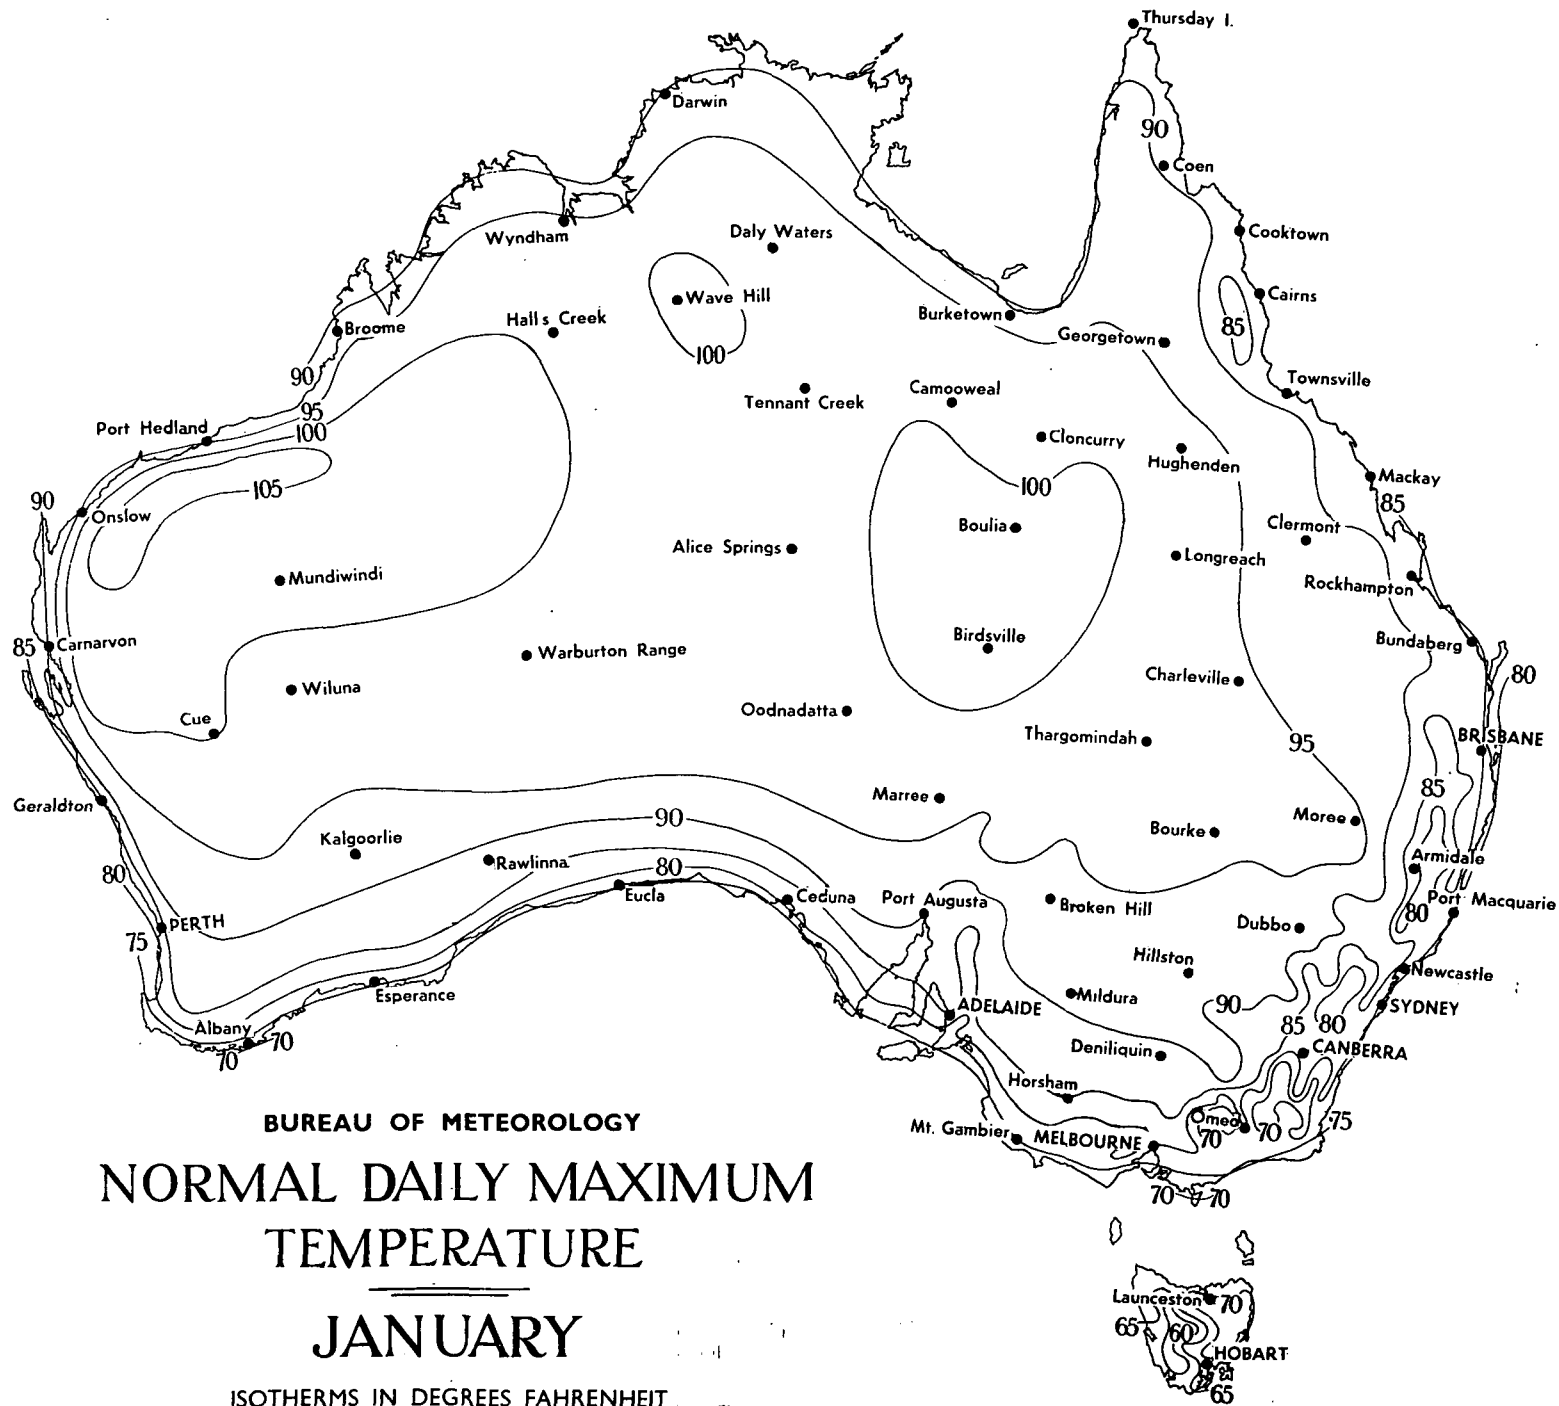 Thursday I.
Darwin
90
Coen
Wyndham
Daly Waters
Cooktown
Wave Hill
Cairns
Broome
Halls Creek
Burketown
85
Georgetown
100
90
Townsville
Camooweal
Tennant Creek
95
Port Hedland
100
Cloncurry
Hughenden
Mackay
105
100
90
85
Onslow
Boulia
Clermont
Alice Springs
Longreach
Mundiwindi
Rockhampton
85
Carnarvon
Birdsville
Bundaberg
Warburton Range
Wiluna
Charleville
80
Cue
Oodnadatta
Thargomindah
95
BRISBANE
Geraldton
Marree
85
90
Bourke
Moree
Kalgoorlie
Rawlinna
80
Armidale
80
Eucla
Ceduna
Port Augusta
Broken Hill
Port Macquarie
PERTH
Dubbo
80
75
Hillston
Newcastle
Esperance
Mildura
90
ADELAIDE
SYDNEY
Albany
70
70
85
80
Deniliquin
CANBERRA
Horsham
Omeo
70
70
75
Mt. Gambier
MELBOURNE
70
70
BUREAU OF METEOROLOGY
NORMAL DAILY MAXIMUM
TEMPERATURE
JANUARY
ISOTHERMS IN DEGREES FAHRENHEIT
Launceston
70
65
60
HOBART
65